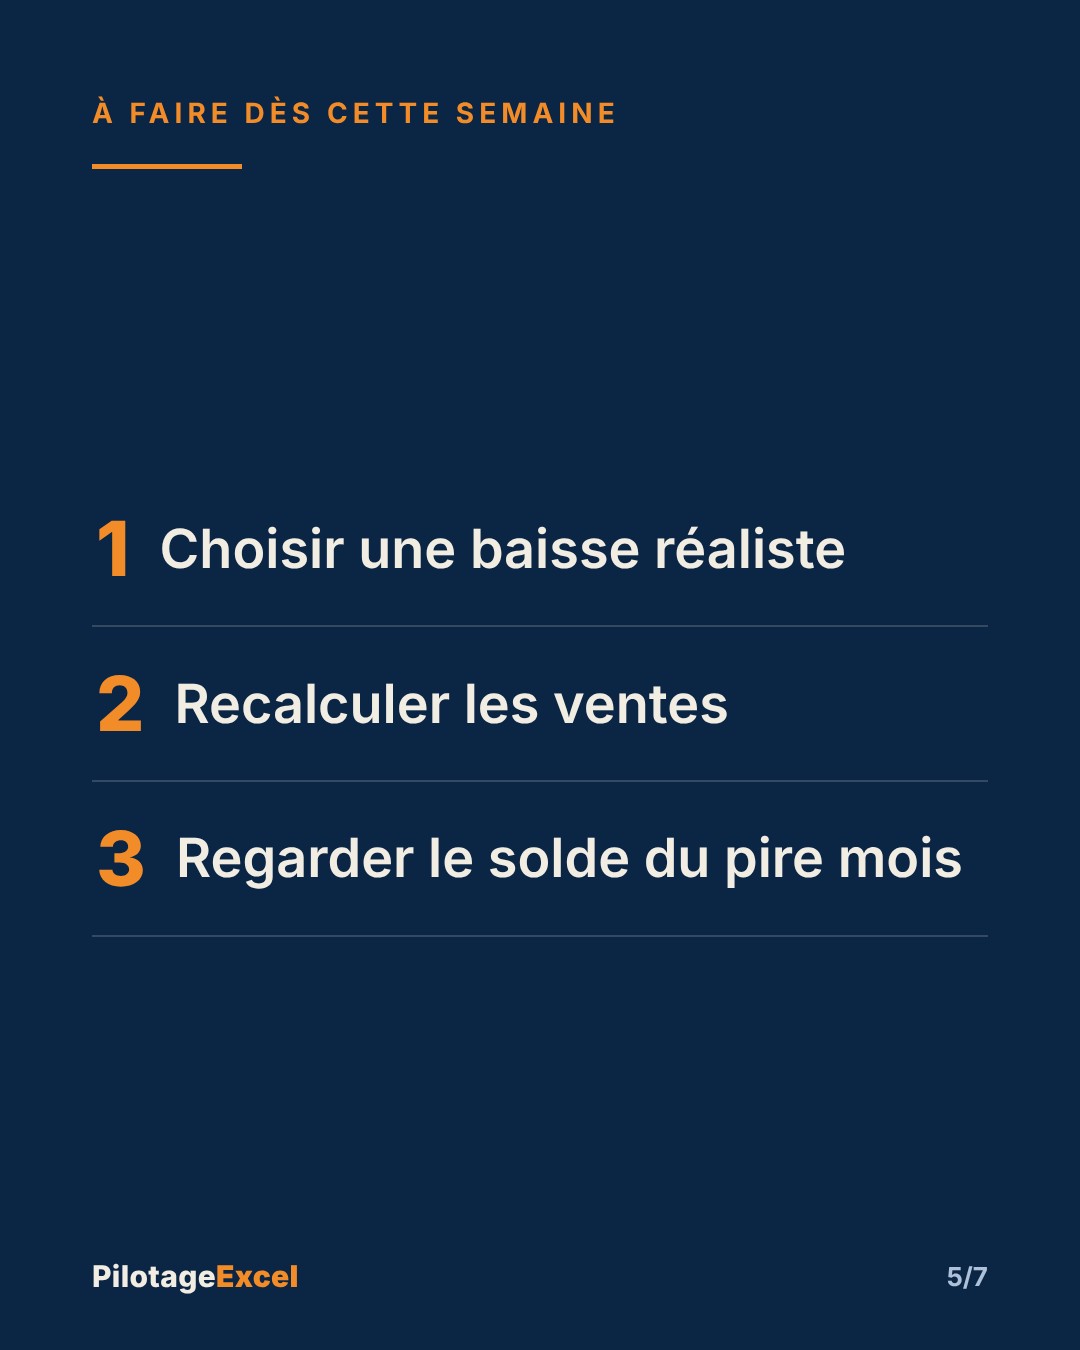 À FAIRE DÈS CETTE SEMAINE
1 Choisir une baisse réaliste
2 Recalculer les ventes
3 Regarder le solde du pire mois
PilotageExcel
5/7